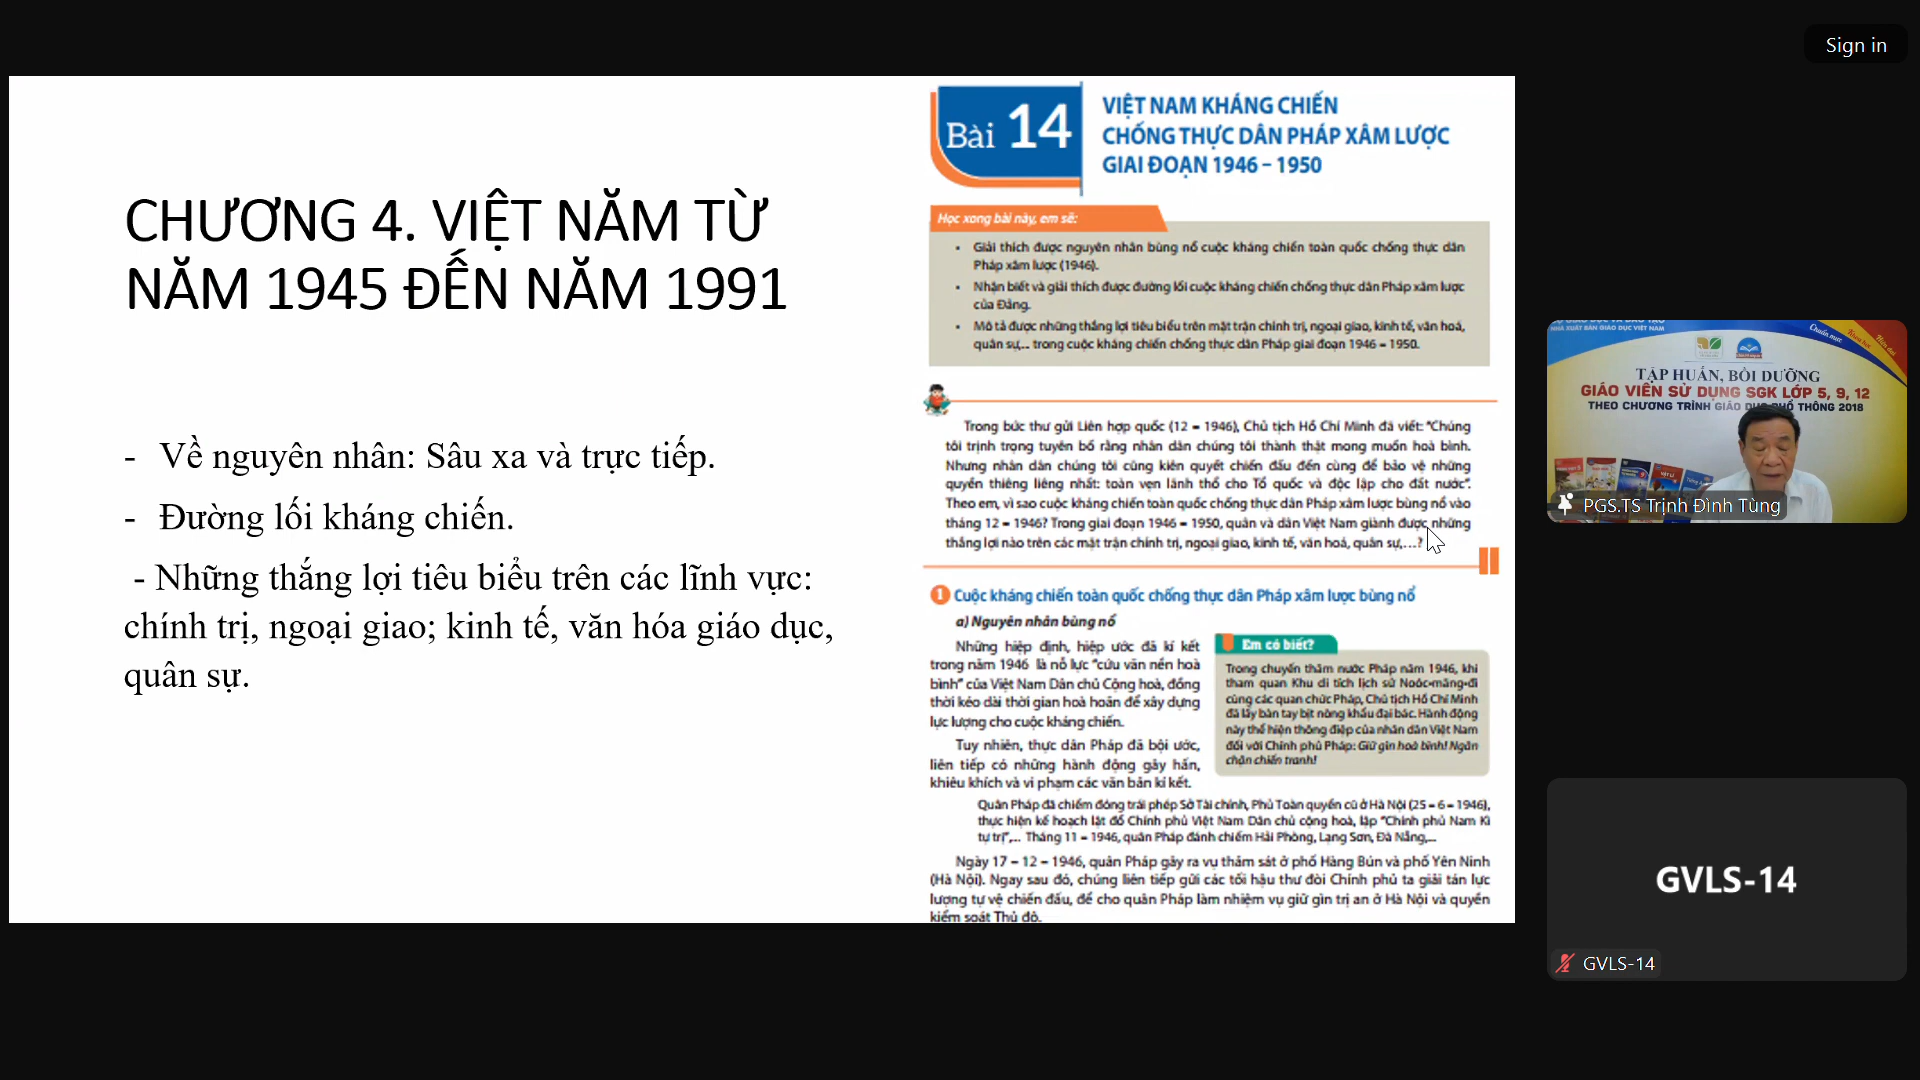 Sign in
CHƯƠNG 4. VIỆT NĂM TỪ
NĂM 1945 ĐẾN NĂM 1991
- Về nguyên nhân: Sâu xa và trực tiếp.
- Đường lối kháng chiến.
- Những thắng lợi tiêu biểu trên các lĩnh vực:
chính trị, ngoại giao; kinh tế, văn hóa giáo dục,
quân sự.
Bài 14
VIỆT NAM KHÁNG CHIẾN
CHỐNG THỰC DÂN PHÁP XÂM LƯỢC
GIAI ĐOẠN 1946 – 1950
Học xong bài này, em sẽ:
• Giải thích được nguyên nhân bùng nổ cuộc kháng chiến toàn quốc chống thực dân
Pháp xâm lược (1946).
• Nhận biết và giải thích được đường lối cuộc kháng chiến chống thực dân Pháp xâm lược
của Đảng.
• Mô tả được những thắng lợi tiêu biểu trên mặt trận chính trị, ngoại giao, kinh tế, văn hoá,
quân sự,... trong cuộc kháng chiến chống thực dân Pháp giai đoạn 1946 – 1950.
Trong bức thư gửi Liên hợp quốc (12 – 1946), Chủ tịch Hồ Chí Minh đã viết: "Chúng
tôi trịnh trọng tuyên bố rằng nhân dân chúng tôi thành thật mong muốn hoà bình.
Nhưng nhân dân chúng tôi cũng kiên quyết chiến đấu đến cùng để bảo vệ những
quyền thiêng liêng nhất: toàn vẹn lãnh thổ cho Tổ quốc và độc lập cho đất nước".
Theo em, vì sao cuộc kháng chiến toàn quốc chống thực dân Pháp xâm lược bùng nổ vào
tháng 12 – 1946? Trong giai đoạn 1946 – 1950, quân và dân Việt Nam giành được những
thắng lợi nào trên các mặt trận chính trị, ngoại giao, kinh tế, văn hoá, quân sự,...?
1 Cuộc kháng chiến toàn quốc chống thực dân Pháp xâm lược bùng nổ
a) Nguyên nhân bùng nổ
Những hiệp định, hiệp ước đã kí kết
trong năm 1946 là nỗ lực "cứu vãn nền hoà
bình" của Việt Nam Dân chủ Cộng hoà, đồng
thời kéo dài thời gian hoà hoãn để xây dựng
lực lượng cho cuộc kháng chiến.
Tuy nhiên, thực dân Pháp đã bội ước,
liên tiếp có những hành động gây hấn,
khiêu khích và vi phạm các văn bản kí kết.
Em có biết?
Trong chuyến thăm nước Pháp năm 1946, khi
tham quan Khu di tích lịch sử Noóc-măng-đi
cùng các quan chức Pháp, Chủ tịch Hồ Chí Minh
đã lấy bàn tay bịt nòng khẩu đại bác. Hành động
này thể hiện thông điệp của nhân dân Việt Nam
đối với Chính phủ Pháp: Giữ gìn hoà bình! Ngăn
chặn chiến tranh!
Quân Pháp đã chiếm đóng trái phép Sở Tài chính, Phủ Toàn quyền cũ ở Hà Nội (25 – 6 – 1946),
thực hiện kế hoạch lật đổ Chính phủ Việt Nam Dân chủ cộng hoà, lập "Chính phủ Nam Kì
tự trị",... Tháng 11 – 1946, quân Pháp đánh chiếm Hải Phòng, Lạng Sơn, Đà Nẵng,...
Ngày 17 – 12 – 1946, quân Pháp gây ra vụ thảm sát ở phố Hàng Bún và phố Yên Ninh
(Hà Nội). Ngay sau đó, chúng liên tiếp gửi các tối hậu thư đòi Chính phủ ta giải tán lực
lượng tự vệ chiến đấu, để cho quân Pháp làm nhiệm vụ giữ gìn trị an ở Hà Nội và quyền
kiểm soát Thủ đô.
NHÀ XUẤT BẢN GIÁO DỤC VIỆT NAM
Chuẩn mực
Khoa học
Hiện đại
TẬP HUẤN, BỒI DƯỠNG
GIÁO VIÊN SỬ DỤNG SGK LỚP 5, 9, 12
THEO CHƯƠNG TRÌNH GIÁO DỤC PHỔ THÔNG 2018
PGS.TS Trịnh Đình Tùng
GVLS-14
GVLS-14